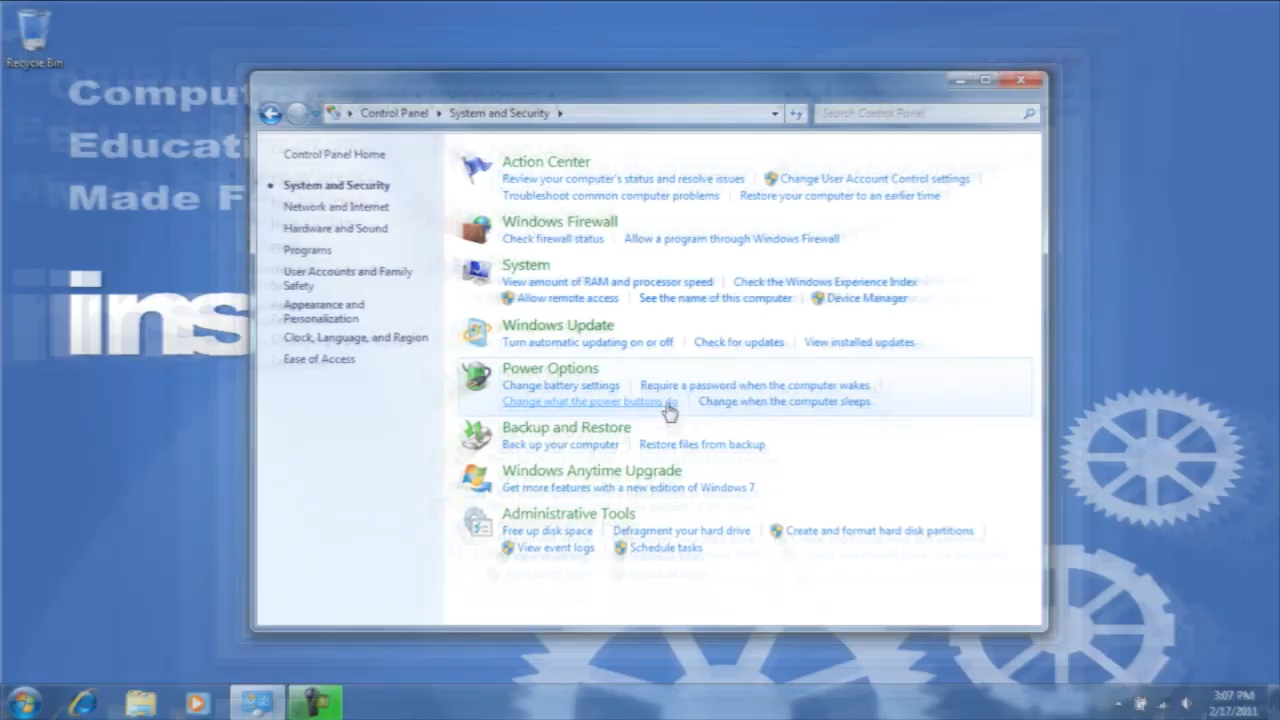 Recycle Bin
Comput
Educati
Made F
ins
Control Panel System and Security
Search Control Panel
Control Panel Home
System and Security
Network and Internet
Hardware and Sound
Programs
User Accounts and Family
Safety
Appearance and
Personalization
Clock, Language, and Region
Ease of Access
Action Center
Review your computer's status and resolve issues Change User Account Control settings
Troubleshoot common computer problems Restore your computer to an earlier time
Windows Firewall
Check firewall status Allow a program through Windows Firewall
System
View amount of RAM and processor speed Check the Windows Experience Index
Allow remote access See the name of this computer Device Manager
Windows Update
Turn automatic updating on or off Check for updates View installed updates
Power Options
Change battery settings Require a password when the computer wakes
Change what the power buttons do Change when the computer sleeps
Backup and Restore
Back up your computer Restore files from backup
Windows Anytime Upgrade
Get more features with a new edition of Windows 7
Administrative Tools
Free up disk space Defragment your hard drive Create and format hard disk partitions
View event logs Schedule tasks
3:07 PM
2/17/2011